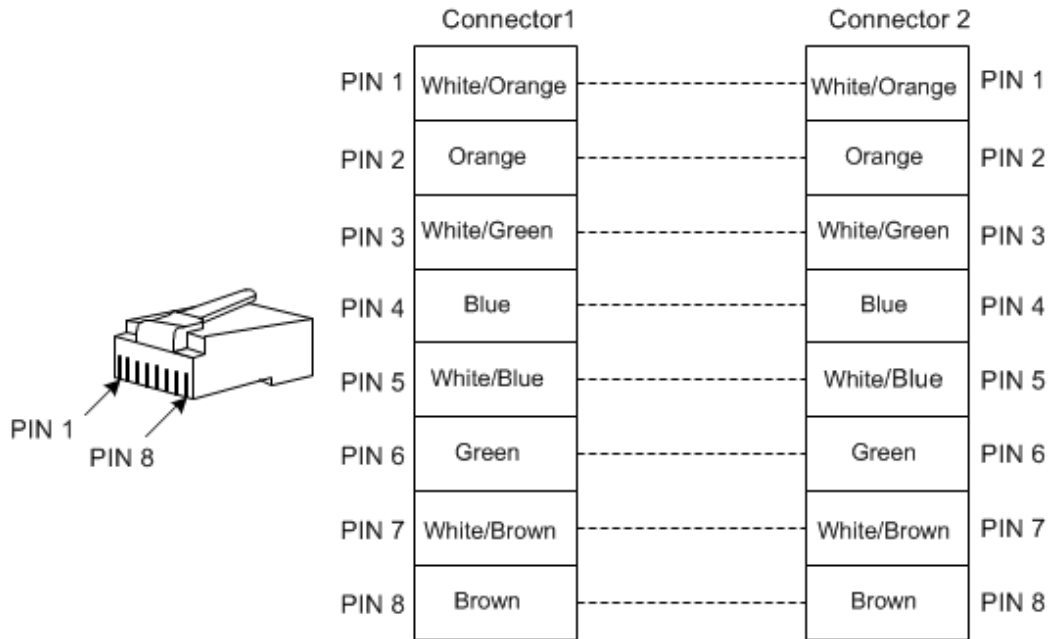 Connector1 Connector 2
PIN 1 White/Orange White/Orange PIN 1
PIN 2 Orange Orange PIN 2
PIN 3 White/Green White/Green PIN 3
PIN 4 Blue Blue PIN 4
PIN 5 White/Blue White/Blue PIN 5
PIN 6 Green Green PIN 6
PIN 7 White/Brown White/Brown PIN 7
PIN 8 Brown Brown PIN 8
PIN 1
PIN 8